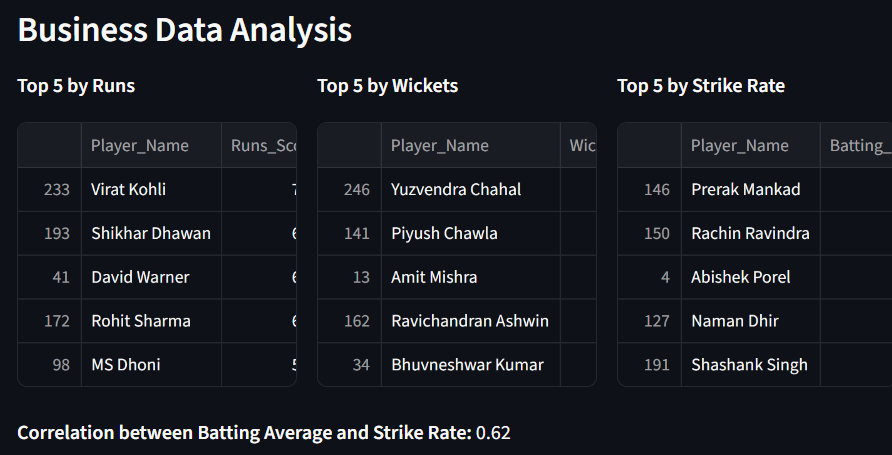 Business Data Analysis
Top 5 by Runs Top 5 by Wickets Top 5 by Strike Rate
Player_Name Runs_Sco Player_Name Wic Player_Name Batting_
233 Virat Kohli 246 Yuzvendra Chahal 146 Prerak Mankad
193 Shikhar Dhawan 141 Piyush Chawla 150 Rachin Ravindra
41 David Warner 13 Amit Mishra 4 Abishek Porel
172 Rohit Sharma 162 Ravichandran Ashwin 127 Naman Dhir
98 MS Dhoni 34 Bhuvneshwar Kumar 191 Shashank Singh
Correlation between Batting Average and Strike Rate: 0.62